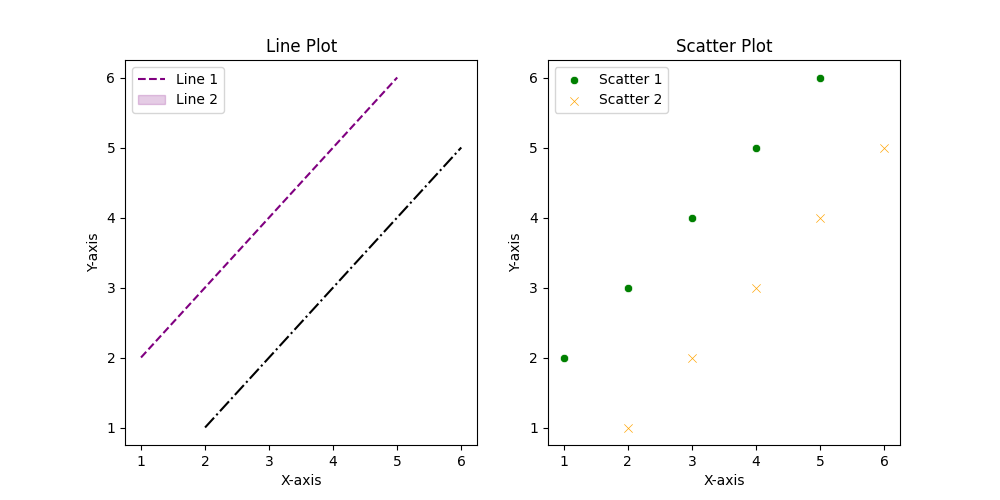 Line Plot
Line 1
Line 2
6
5
4
3
2
1
Y-axis
1 2 3 4 5 6
X-axis
Scatter Plot
Scatter 1
Scatter 2
6
5
4
3
2
1
Y-axis
1 2 3 4 5 6
X-axis